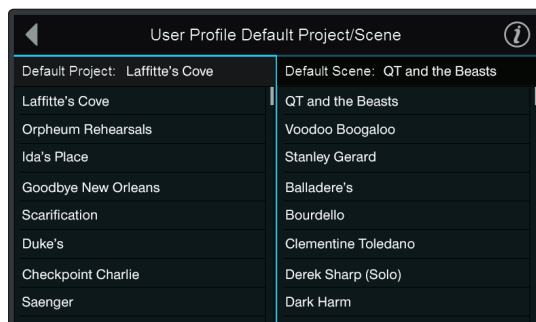 User Profile Default Project/Scene
Default Project: Laffitte's Cove
Laffitte's Cove
Orpheum Rehearsals
Ida's Place
Goodbye New Orleans
Scarification
Duke's
Checkpoint Charlie
Saenger
Default Scene: QT and the Beasts
QT and the Beasts
Voodoo Boogaloo
Stanley Gerard
Balladere's
Bourdello
Clementine Toledano
Derek Sharp (Solo)
Dark Harm